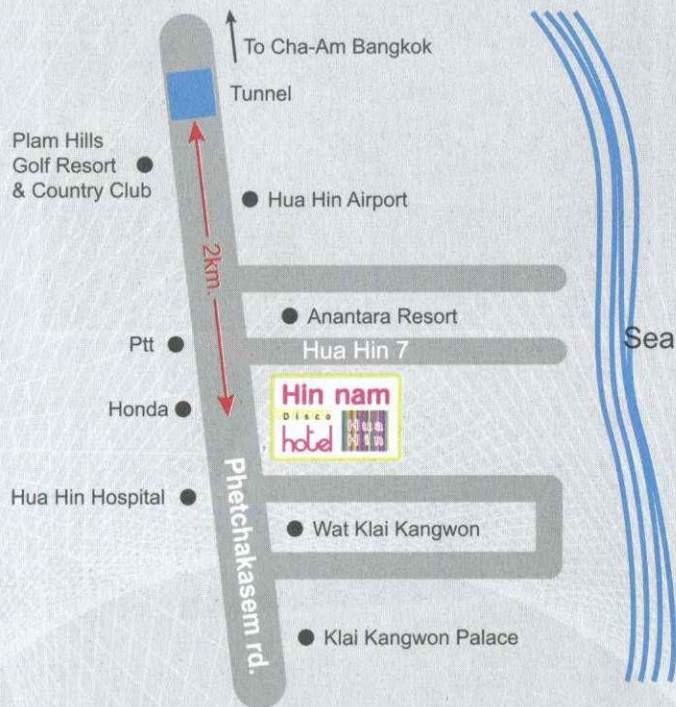 To Cha-Am Bangkok
Tunnel
Plam Hills
Golf Resort
& Country Club
Hua Hin Airport
2km.
Anantara Resort
Sea
Ptt
Hua Hin 7
Hin nam
Disco
hotel
Hua
Hin
Honda
Phetchakasem rd.
Hua Hin Hospital
Wat Klai Kangwon
Klai Kangwon Palace